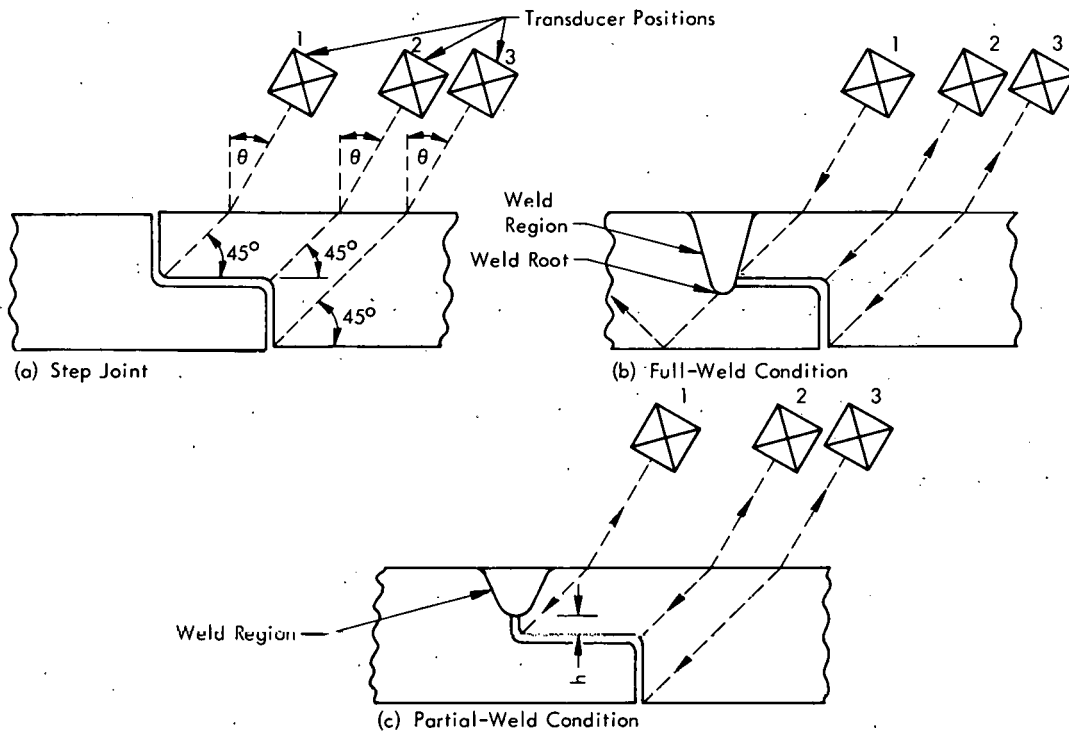 Transducer Positions
1
2
3
θ
θ
θ
45°
45°
45°
(a) Step Joint
1
2
3
Weld
Region
Weld Root
(b) Full-Weld Condition
1
2
3
Weld Region
h
(c) Partial-Weld Condition